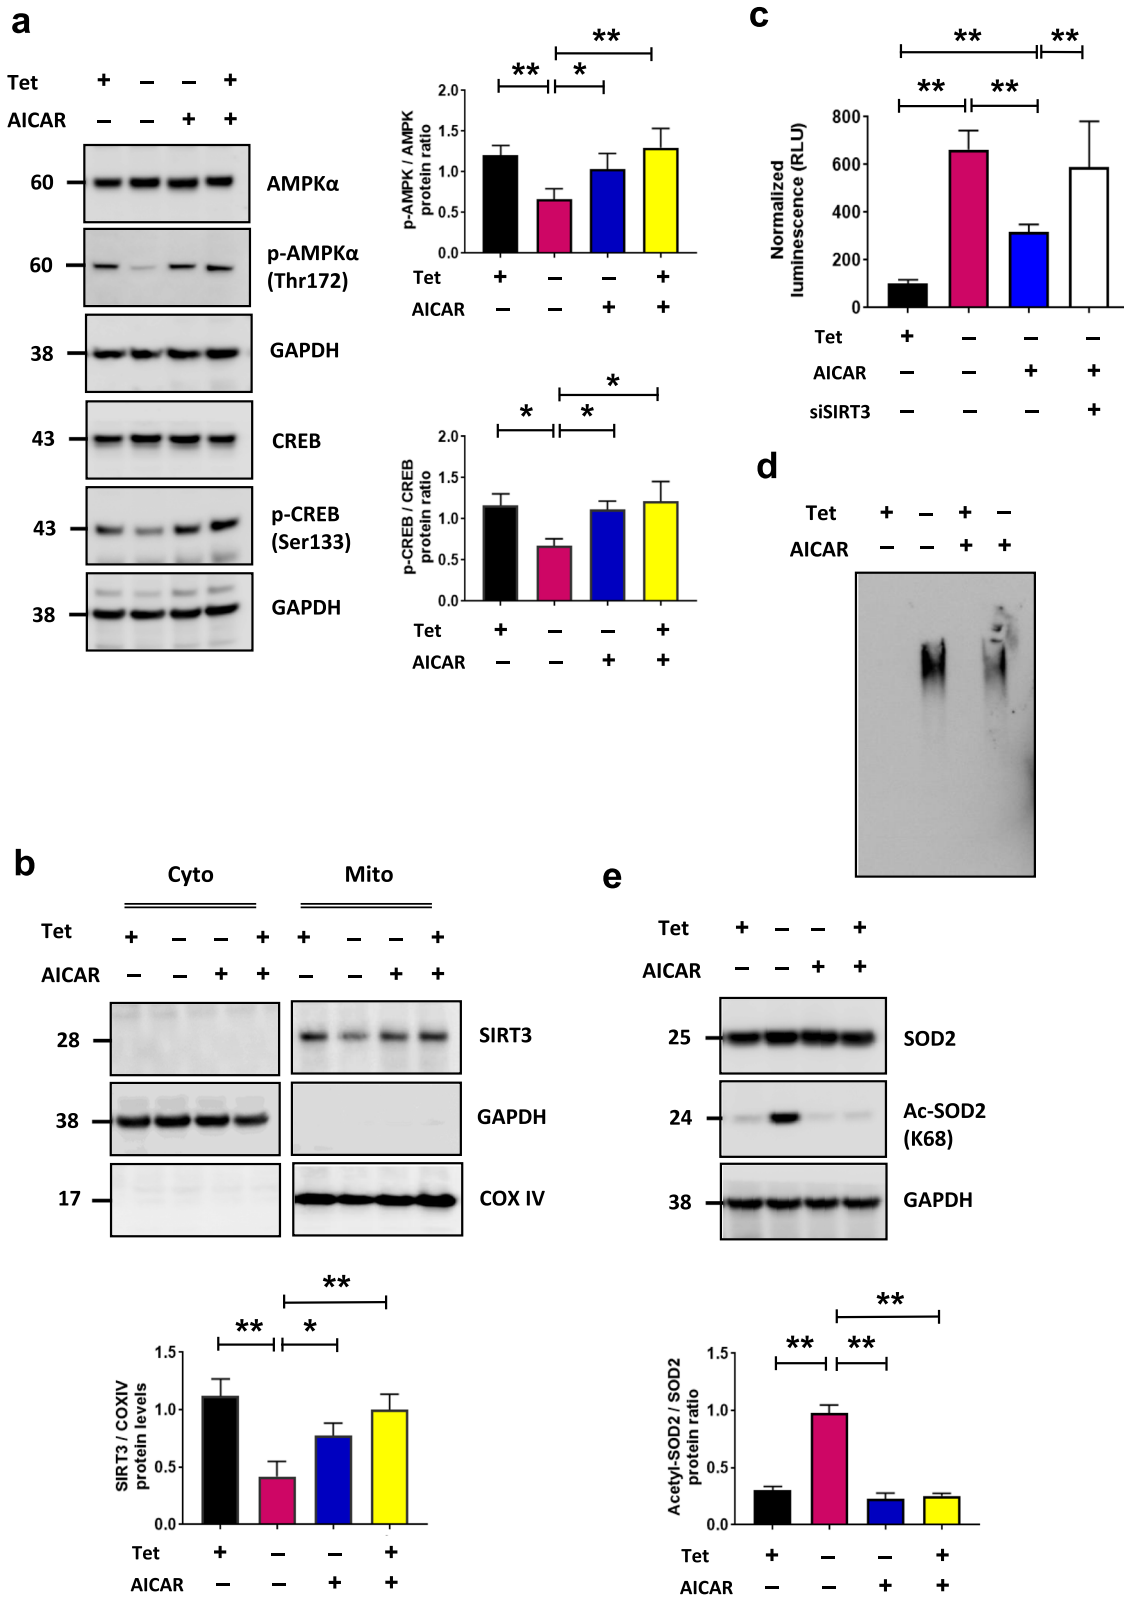 a
Tet + – – +
AICAR – – + +
60 AMPKα
60 p-AMPKα
(Thr172)
38 GAPDH
43 CREB
43 p-CREB
(Ser133)
38 GAPDH
**
** *
p-AMPK / AMPK
protein ratio
2.0
1.5
1.0
0.5
0.0
Tet + – – +
AICAR – – + +
*
* *
p-CREB / CREB
protein ratio
2.0
1.5
1.0
0.5
0.0
Tet + – – +
AICAR – – + +
c
** **
** **
Normalized
luminescence (RLU)
800
600
400
200
0
Tet + – – –
AICAR – – + +
siSIRT3 – – – +
d
Tet + – + –
AICAR – – + +
b
Cyto Mito
Tet + – – + + – – +
AICAR – – + + – – + +
28 SIRT3
38 GAPDH
17 COX IV
**
** *
SIRT3 / COXIV
protein levels
1.5
1.0
0.5
0.0
Tet + – – +
AICAR – – + +
e
Tet + – – +
AICAR – – + +
25 SOD2
24 Ac-SOD2
(K68)
38 GAPDH
**
** **
Acetyl-SOD2 / SOD2
protein ratio
1.5
1.0
0.5
0.0
Tet + – – +
AICAR – – + +